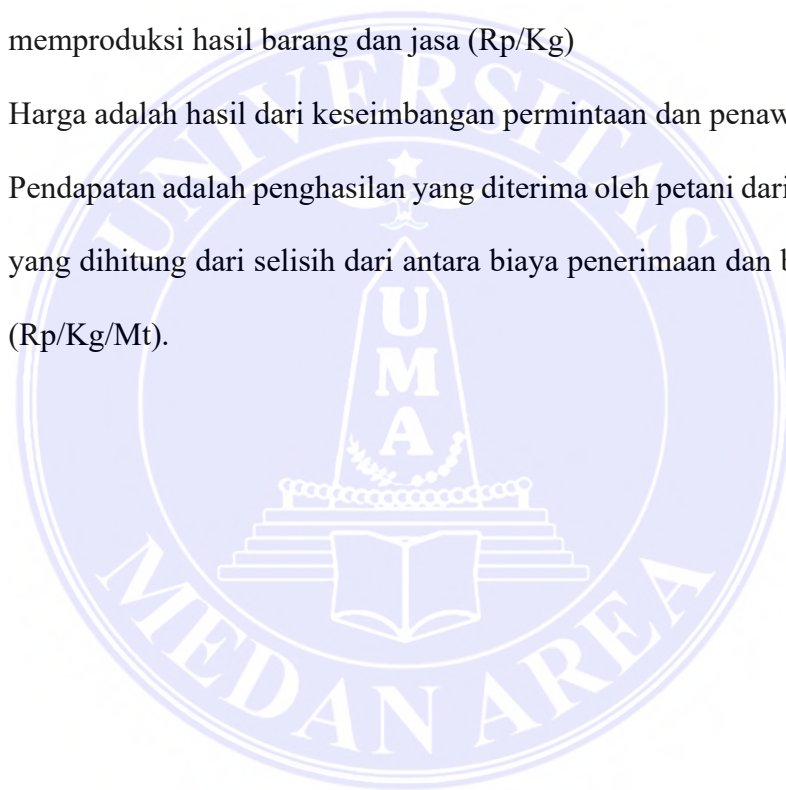 memproduksi hasil barang dan jasa (Rp/Kg)
Harga adalah hasil dari keseimbangan permintaan dan
Pendapatan adalah penghasilan yang diterima oleh petani dari
yang dihitung dari selisih dari antara biaya penerimaan dan
(Rp/Kg/Mt).
UNIVERSITAS
UMA
MEDAN AREA